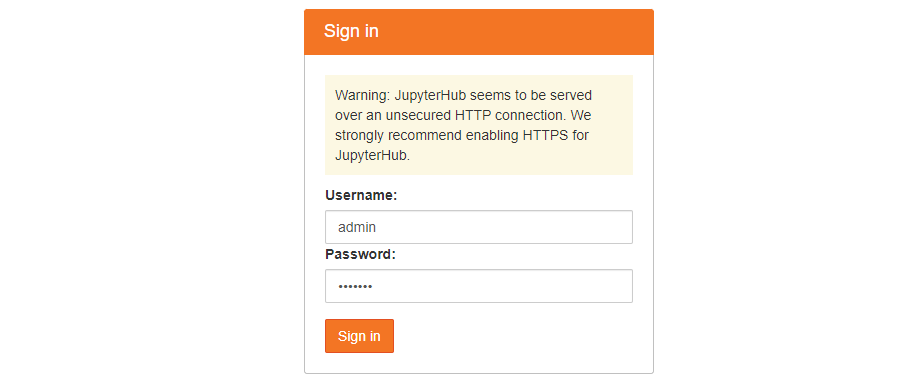 Sign in
Warning: JupyterHub seems to be served
over an unsecured HTTP connection. We
strongly recommend enabling HTTPS for
JupyterHub.
Username:
admin
Password:
•••••••
Sign in